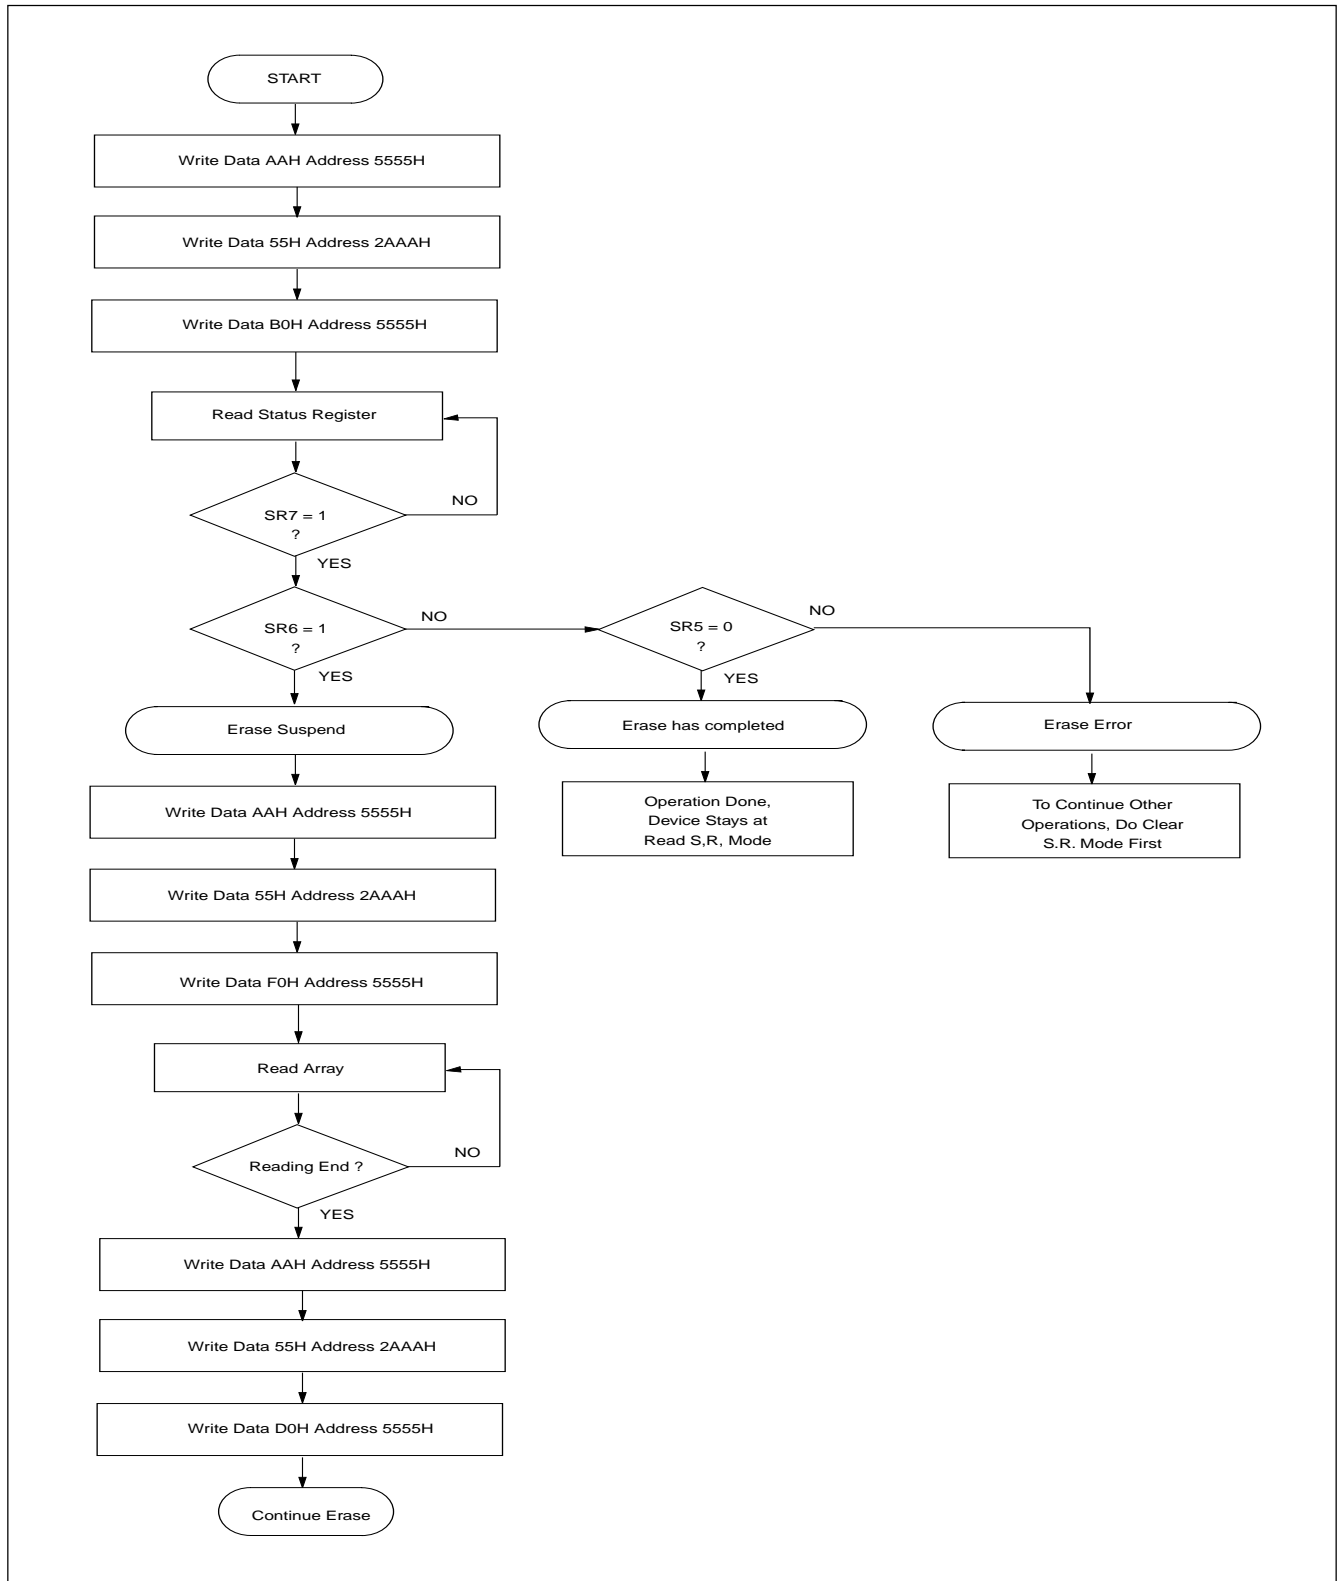 START
Write Data AAH Address 5555H
Write Data 55H Address 2AAAH
Write Data B0H Address 5555H
Read Status Register
NO
SR7 = 1
?
YES
NO
SR6 = 1
?
YES
NO
SR5 = 0
?
YES
Erase Suspend
Erase has completed
Erase Error
Write Data AAH Address 5555H
Operation Done,
Device Stays at
Read S,R, Mode
To Continue Other
Operations, Do Clear
S.R. Mode First
Write Data 55H Address 2AAAH
Write Data F0H Address 5555H
Read Array
NO
Reading End ?
YES
Write Data AAH Address 5555H
Write Data 55H Address 2AAAH
Write Data D0H Address 5555H
Continue Erase